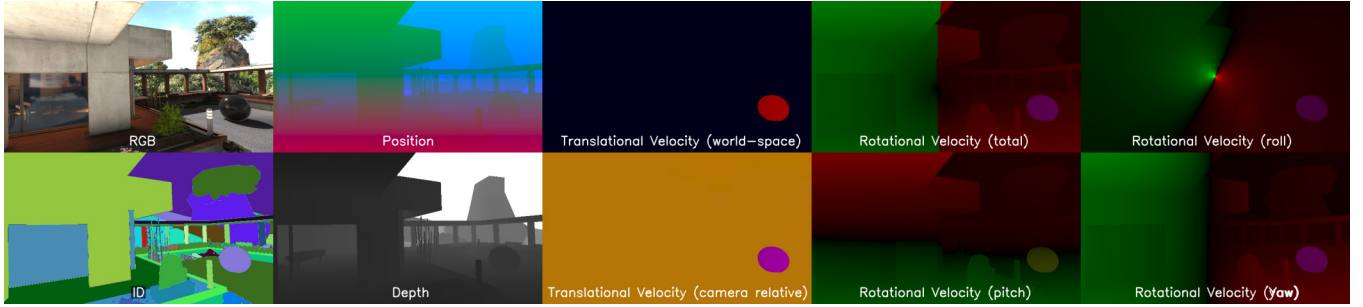 RGB
Position
Translational Velocity (world-space)
Rotational Velocity (total)
Rotational Velocity (roll)
ID
Depth
Translational Velocity (camera relative)
Rotational Velocity (pitch)
Rotational Velocity (Yaw)